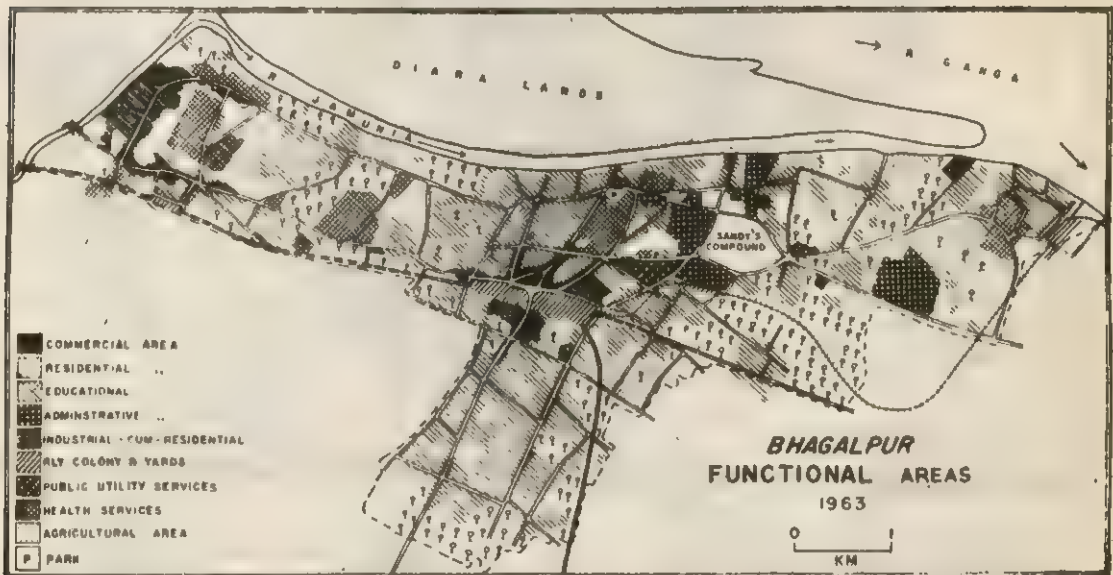 DIARA LANDS
R GANGA
R JAMUNIA
SANDY'S
COMPOUND
COMMERCIAL AREA
RESIDENTIAL ,,
EDUCATIONAL
ADMINSTRATIVE ,,
INDUSTRIAL-CUM-RESIDENTIAL
RLY COLONY & YARDS
PUBLIC UTILITY SERVICES
HEALTH SERVICES
AGRICULTURAL AREA
P PARK
BHAGALPUR
FUNCTIONAL AREAS
1963
0 1
KM